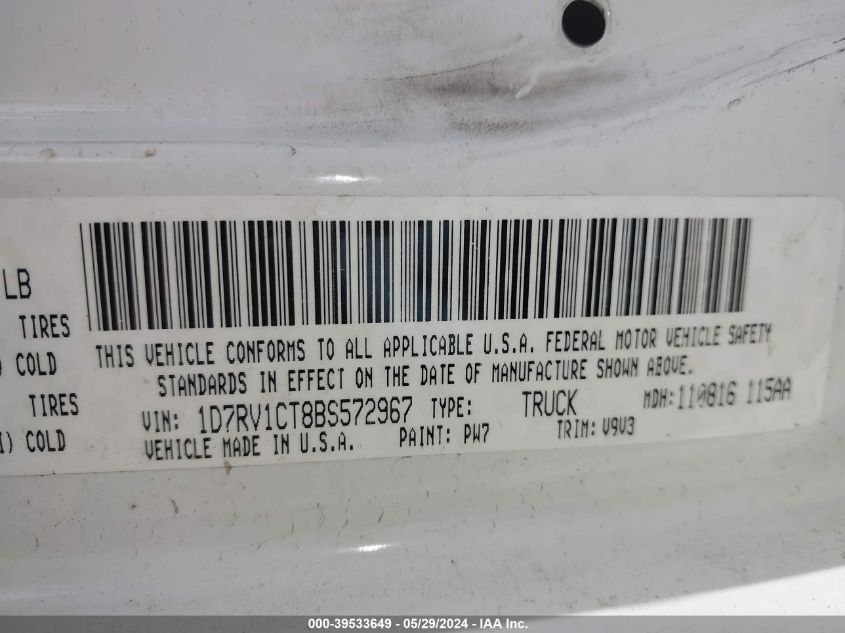 LB
TIRES
) COLD
TIRES
I) COLD
THIS VEHICLE CONFORMS TO ALL APPLICABLE U.S.A. FEDERAL MOTOR VEHICLE SAFETY
STANDARDS IN EFFECT ON THE DATE OF MANUFACTURE SHOWN ABOVE.
VIN: 1D7RV1CT8BS572967 TYPE: TRUCK MDH: 110816 115AA
VEHICLE MADE IN U.S.A. PAINT: PW7 TRIM: V9V3
000-39533649 - 05/29/2024 - IAA Inc.